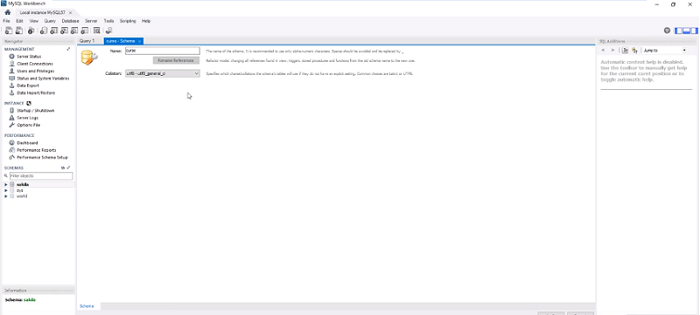 MySQL Workbench
Local instance MySQL57
File Edit View Query Database Server Tools Scripting Help
Navigator
MANAGEMENT
Server Status
Client Connections
Users and Privileges
Status and System Variables
Data Export
Data Import/Restore
INSTANCE
Startup / Shutdown
Server Logs
Options File
PERFORMANCE
Dashboard
Performance Reports
Performance Schema Setup
SCHEMAS
Filter objects
sakila
sys
world
Information
Schema: sakila
Query 1
- Schema
Name:
Rename References
Collation:
utf8 - utf8_general_ci
The name of the schema. It is recommended to use only alpha-numeric characters. Spaces should be avoided and be replaced by _
Refactor model, changing all references found in view, triggers, stored procedures and functions from the old schema name to the new one.
Specifies which charset/collation the schema's tables will use if they do not have an explicit setting. Common choices are Latin1 or UTF8.
Schema
SQL Additions
Jump to
Automatic context help is disabled.
Use the toolbar to manually get help
for the current caret position or to
toggle automatic help.